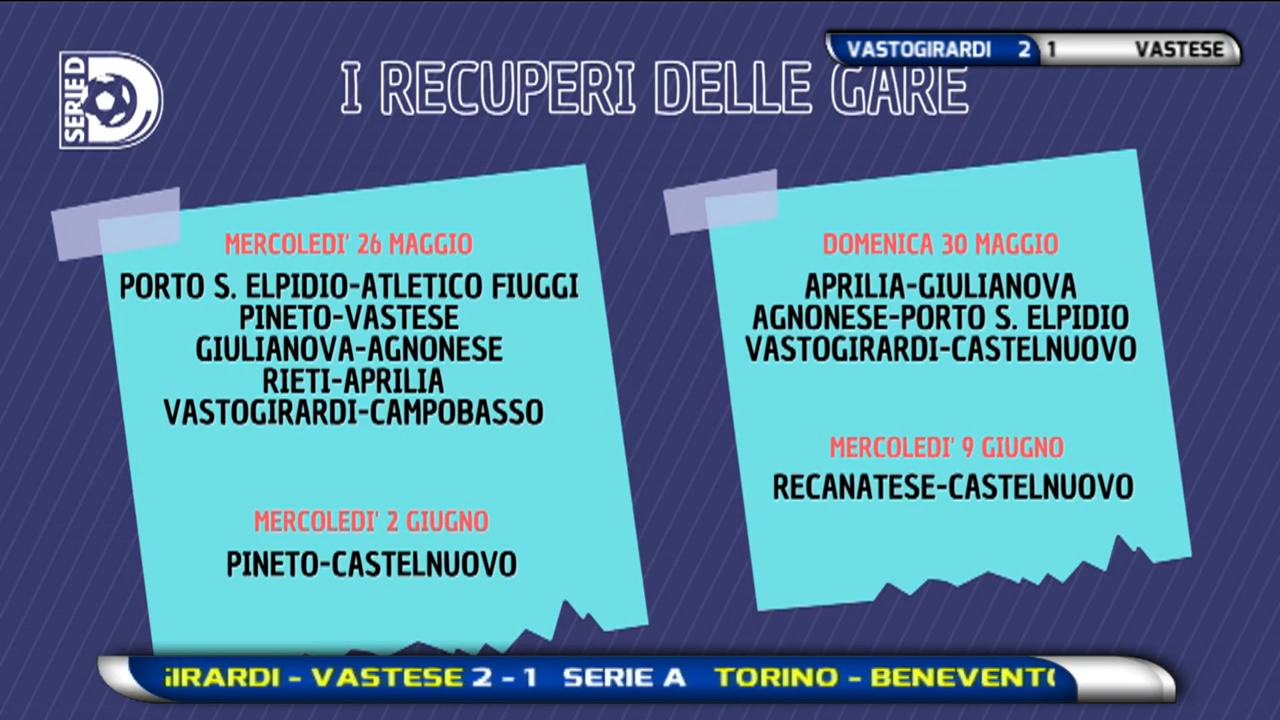 VASTOGIRARDI 2 1 VASTESE
SERIE D
I RECUPERI DELLE GARE
MERCOLEDI' 26 MAGGIO
PORTO S. ELPIDIO-ATLETICO FIUGGI
PINETO-VASTESE
GIULIANOVA-AGNONESE
RIETI-APRILIA
VASTOGIRARDI-CAMPOBASSO
MERCOLEDI' 2 GIUGNO
PINETO-CASTELNUOVO
DOMENICA 30 MAGGIO
APRILIA-GIULIANOVA
AGNONESE-PORTO S. ELPIDIO
VASTOGIRARDI-CASTELNUOVO
MERCOLEDI' 9 GIUGNO
RECANATESE-CASTELNUOVO
GIRARDI - VASTESE 2 - 1 SERIE A TORINO - BENEVENTO